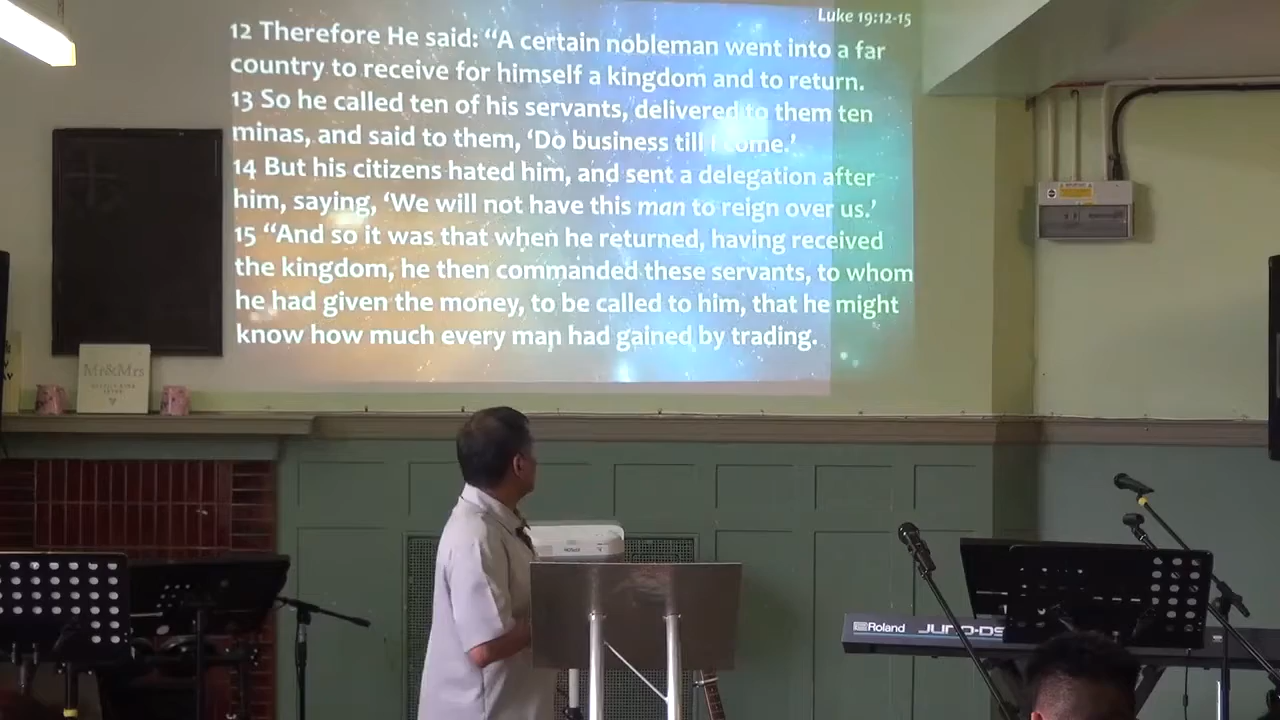 Luke 19:12-15
12 Therefore He said: “A certain nobleman went into a far
country to receive for himself a kingdom and to return.
13 So he called ten of his servants, delivered to them ten
minas, and said to them, ‘Do business till I come.’
14 But his citizens hated him, and sent a delegation after
him, saying, ‘We will not have this man to reign over us.’
15 “And so it was that when he returned, having received
the kingdom, he then commanded these servants, to whom
he had given the money, to be called to him, that he might
know how much every man had gained by trading.
Mr&Mrs
Roland JUNO-DS